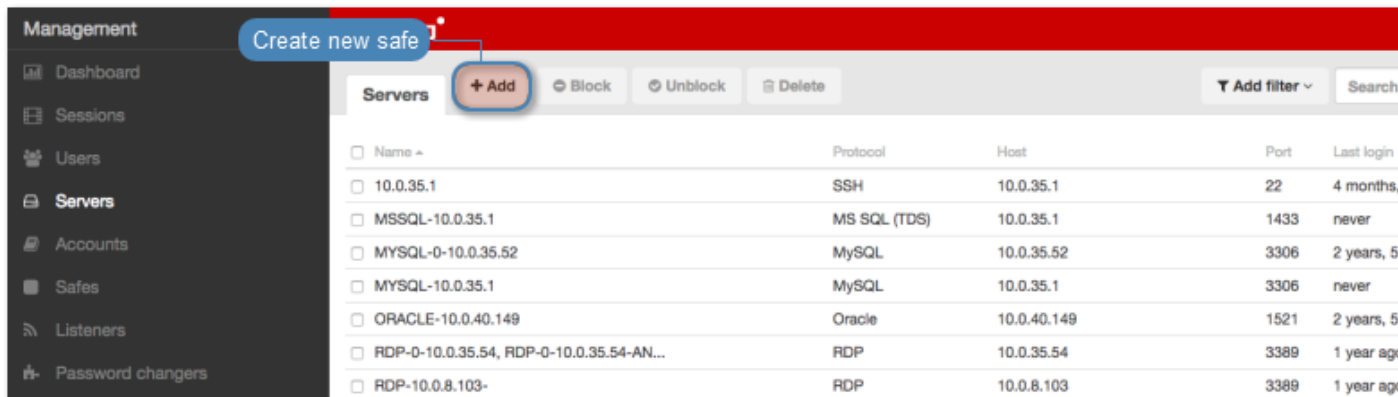 Management
Create new safe
Dashboard
Sessions
Users
Servers
Accounts
Safes
Listeners
Password changers
Servers + Add Block Unblock Delete Add filter Search
Name Protocol Host Port Last login
10.0.35.1 SSH 10.0.35.1 22 4 months,
MSSQL-10.0.35.1 MS SQL (TDS) 10.0.35.1 1433 never
MYSQL-0-10.0.35.52 MySQL 10.0.35.52 3306 2 years, 5
MYSQL-10.0.35.1 MySQL 10.0.35.1 3306 never
ORACLE-10.0.40.149 Oracle 10.0.40.149 1521 2 years, 5
RDP-0-10.0.35.54, RDP-0-10.0.35.54-AN... RDP 10.0.35.54 3389 1 year ago
RDP-10.0.8.103- RDP 10.0.8.103 3389 1 year ago